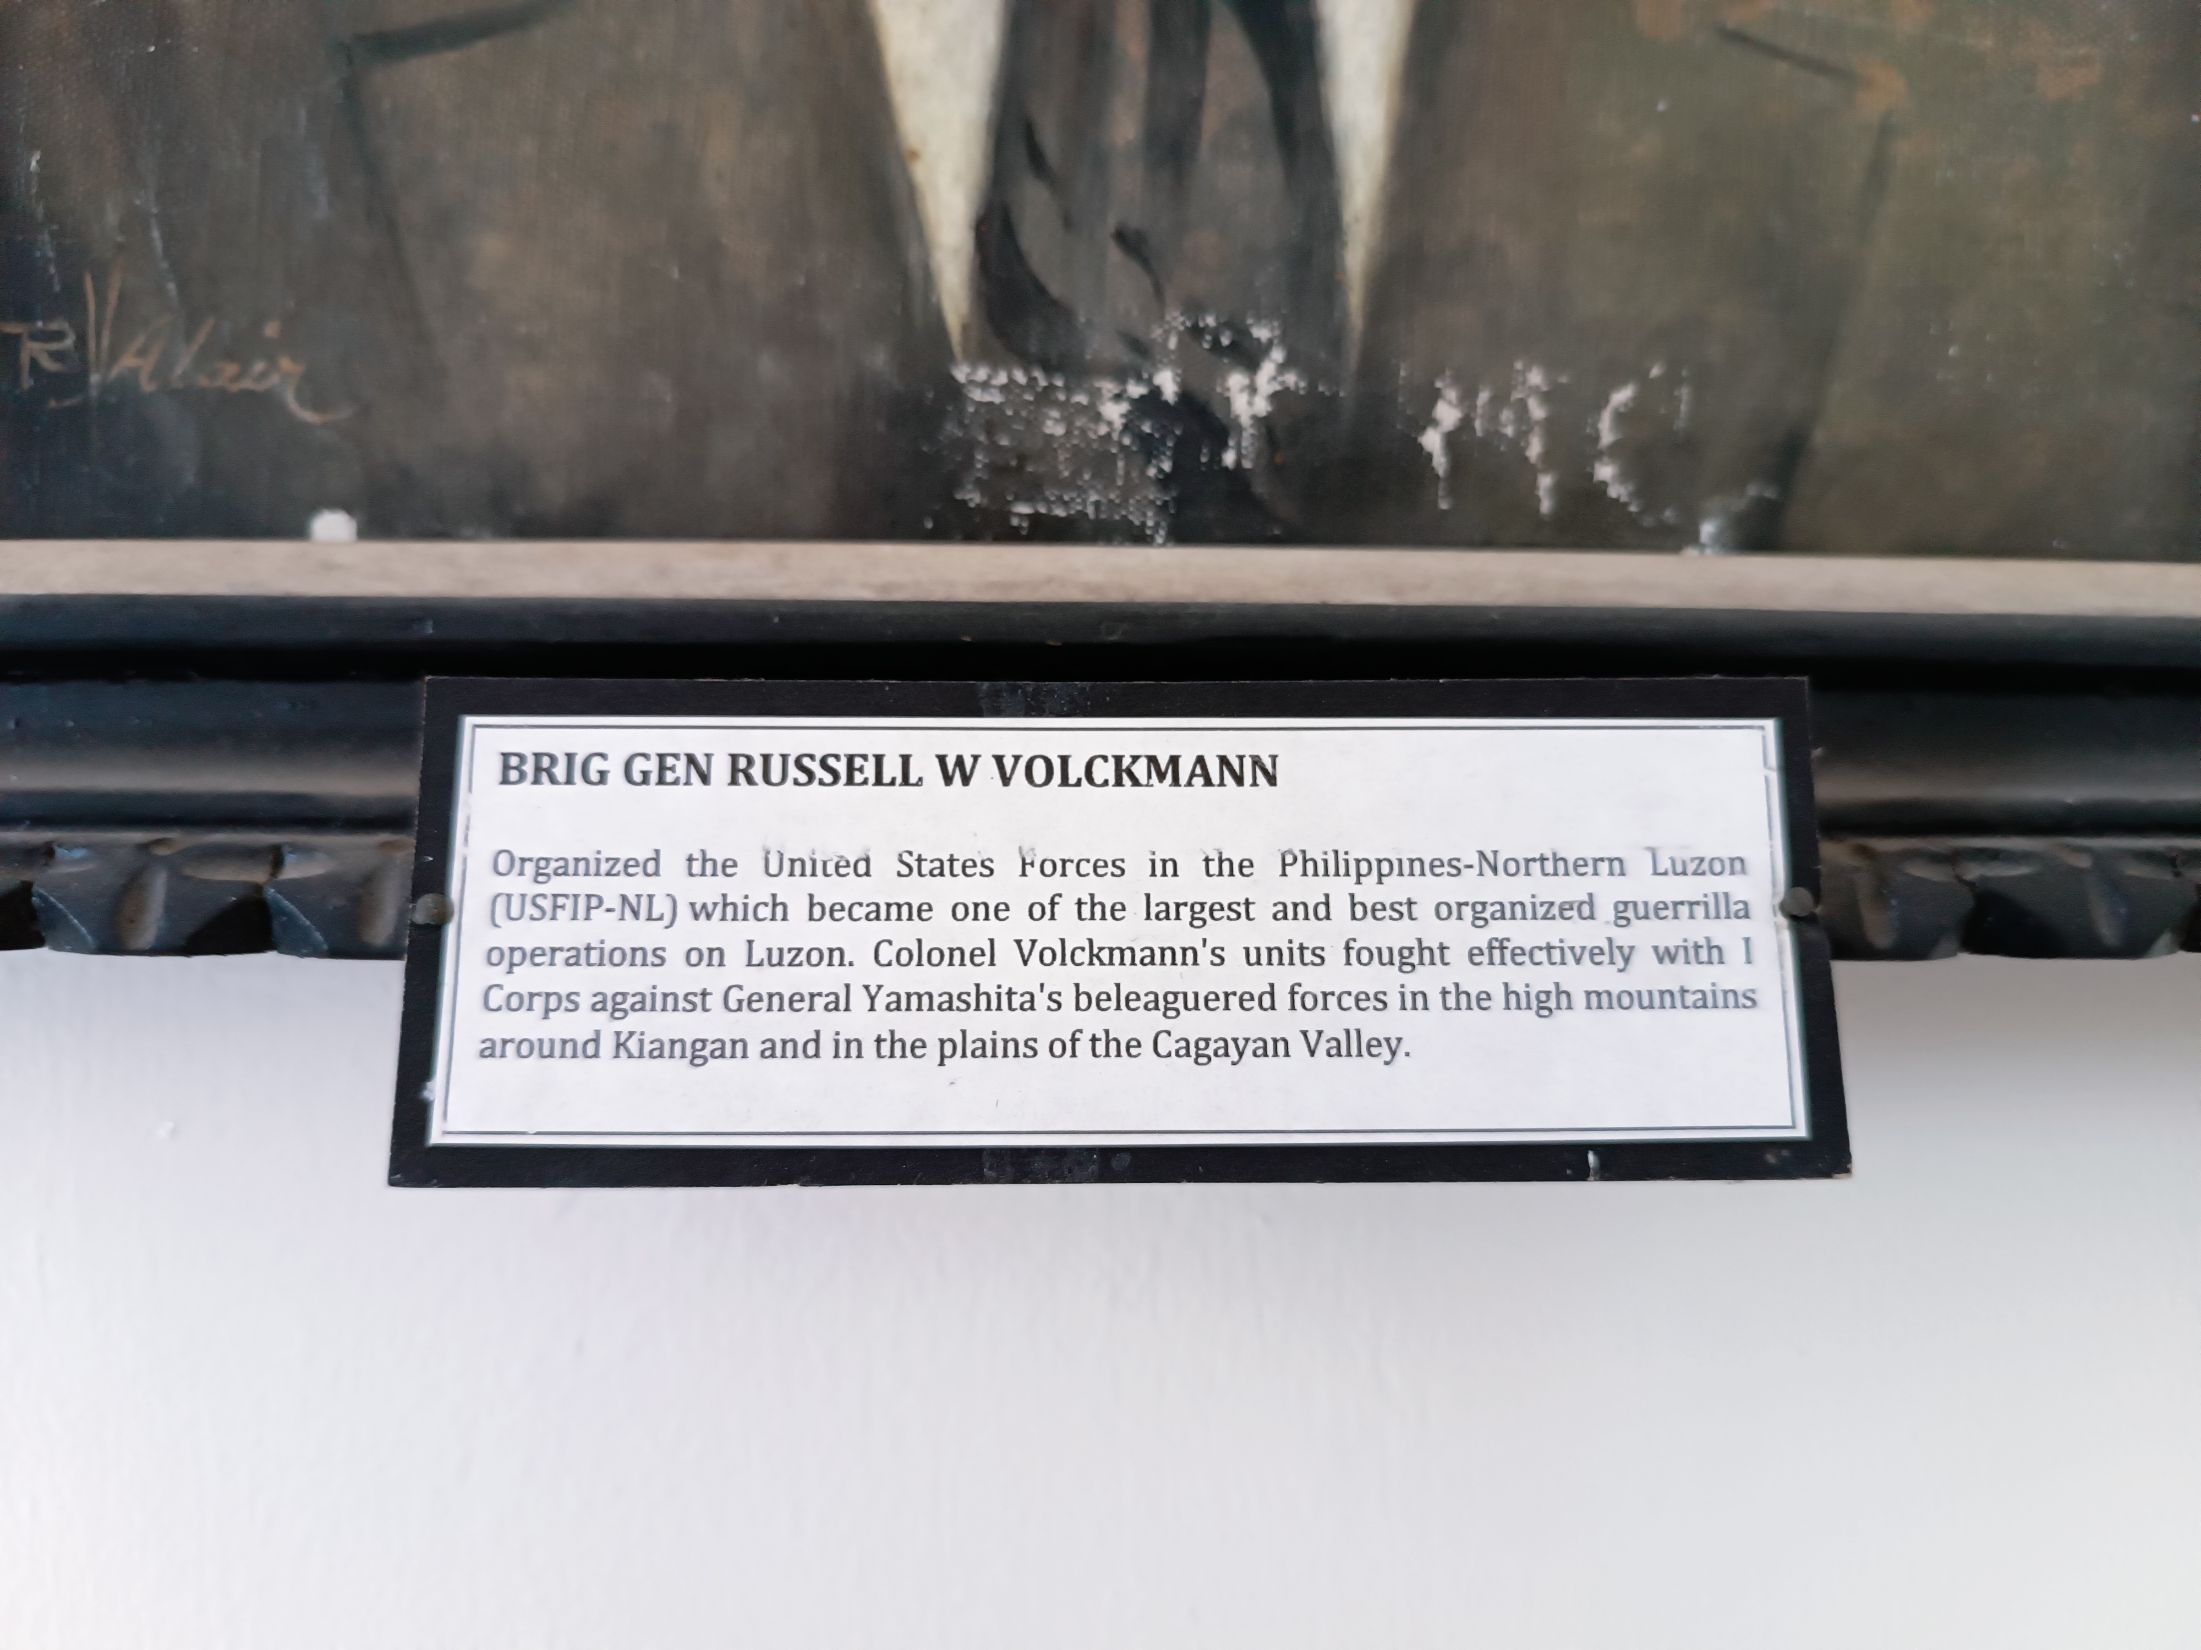 R Valair
BRIG GEN RUSSELL W VOLCKMANN
Organized the United States Forces in the Philippines-Northern Luzon
(USFIP-NL) which became one of the largest and best organized guerrilla
operations on Luzon. Colonel Volckmann's units fought effectively with I
Corps against General Yamashita's beleaguered forces in the high mountains
around Kiangan and in the plains of the Cagayan Valley.